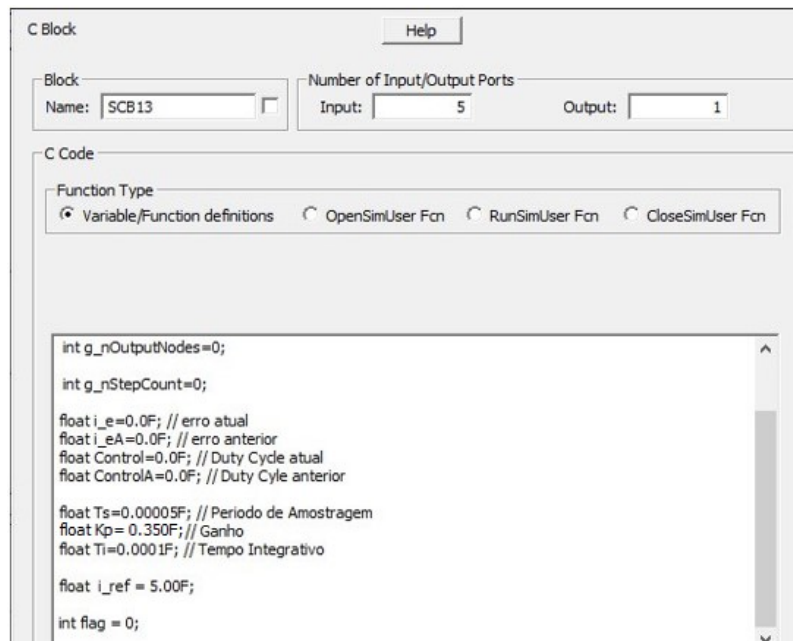 C Block
Help
Block
Name: SCB13
Number of Input/Output Ports
Input: 5 Output: 1
C Code
Function Type
Variable/Function definitions OpenSimUser Fcn RunSimUser Fcn CloseSimUser Fcn
int g_nOutputNodes=0;
int g_nStepCount=0;
float i_e=0.0F; // erro atual
float i_eA=0.0F; // erro anterior
float Control=0.0F; // Duty Cycle atual
float ControlA=0.0F; // Duty Cyle anterior
float Ts=0.00005F; // Periodo de Amostragem
float Kp= 0.350F; // Ganho
float Ti=0.0001F; // Tempo Integrativo
float i_ref = 5.00F;
int flag = 0;